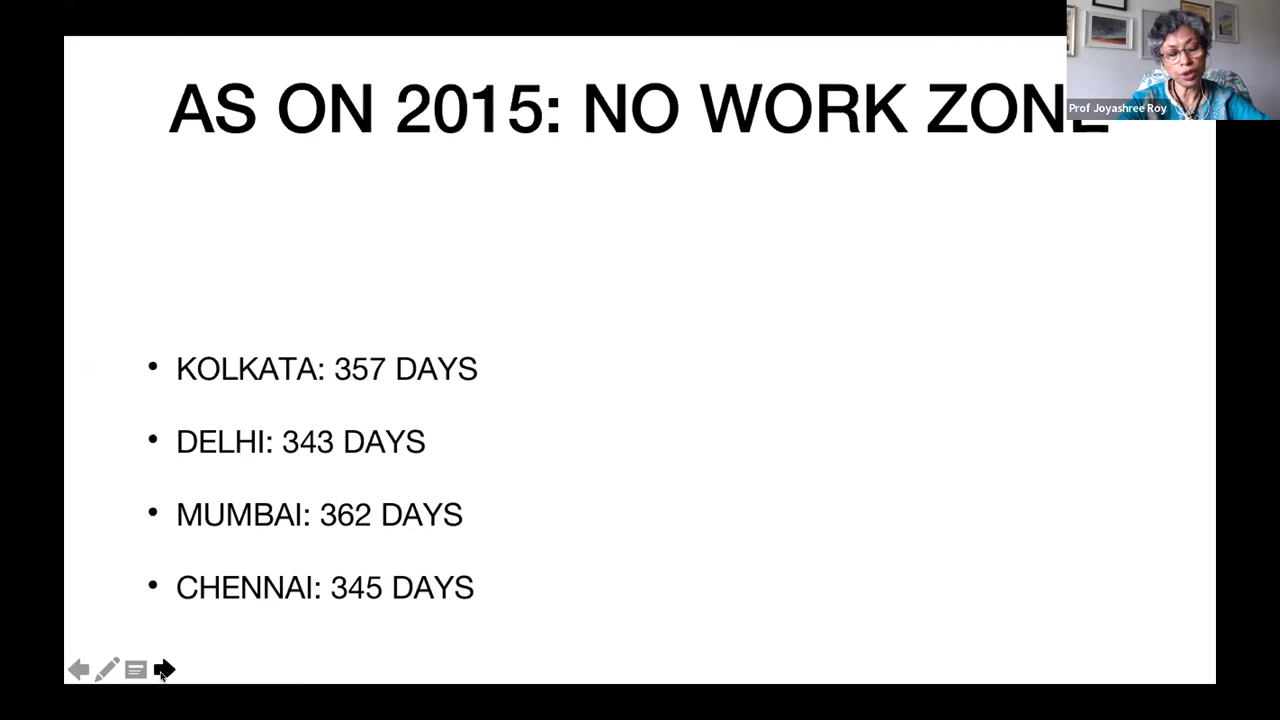 AS ON 2015: NO WORK ZONE
Prof Joyashree Roy
• KOLKATA: 357 DAYS
• DELHI: 343 DAYS
• MUMBAI: 362 DAYS
• CHENNAI: 345 DAYS